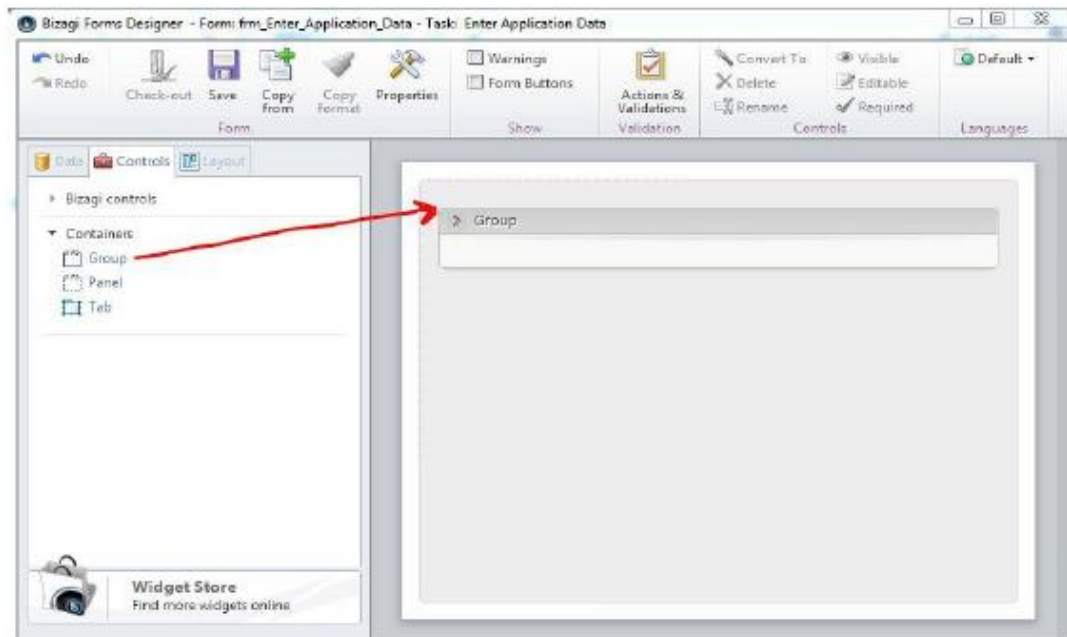 Bizagi Forms Designer - Form: frm_Enter_Application_Data - Task: Enter Application Data
Undo
Redo
Check-out
Save
Copy from
Copy format
Properties
Form
Warnings
Form Buttons
Show
Actions & Validations
Validation
Convert To
Delete
Rename
Visible
Editable
Required
Controls
Default
Languages
Data
Controls
Layout
Bizagi controls
Containers
Group
Panel
Tab
Group
Widget Store
Find more widgets online